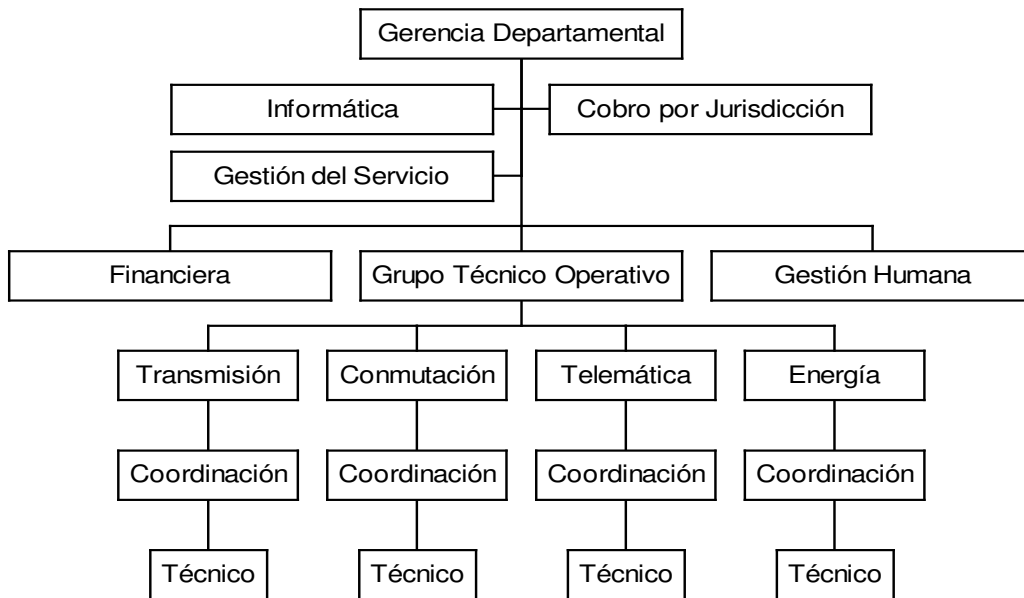 Gerencia Departamental
Informática
Cobro por Jurisdicción
Gestión del Servicio
Financiera
Grupo Técnico Operativo
Gestión Humana
Transmisión
Conmutación
Telemática
Energía
Coordinación
Coordinación
Coordinación
Coordinación
Técnico
Técnico
Técnico
Técnico